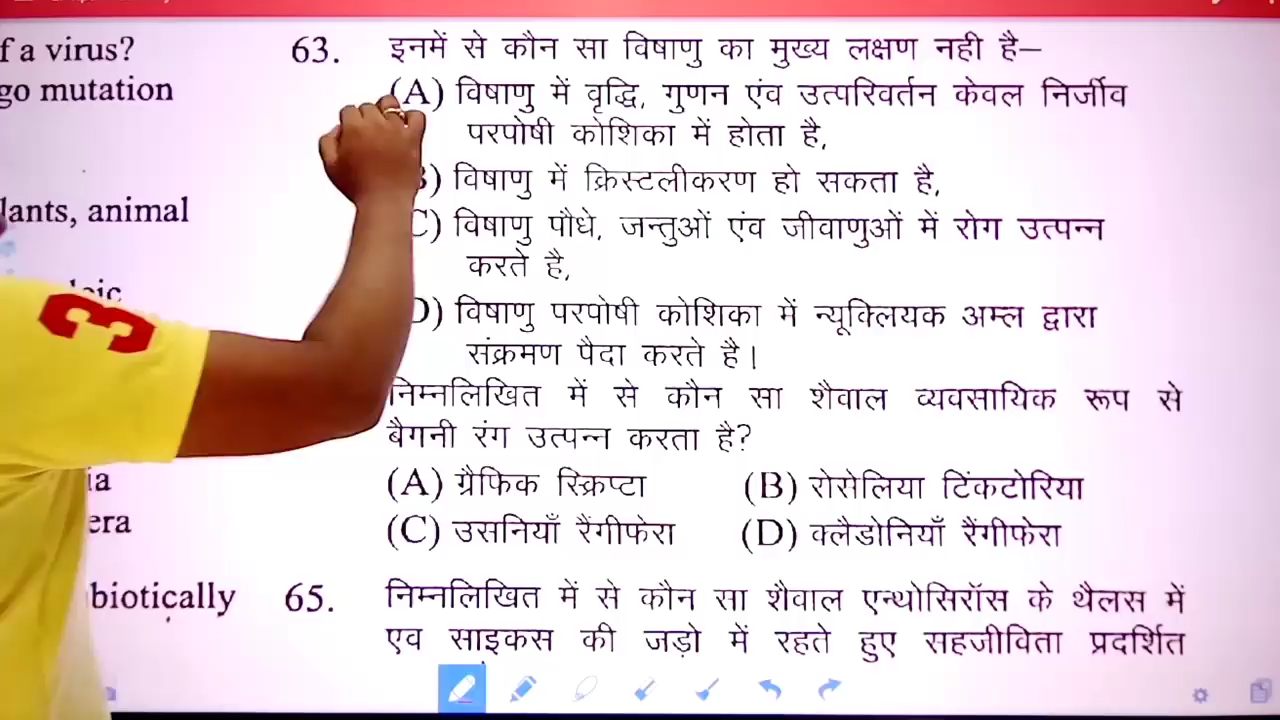 f a virus?
go mutation
lants, animal
ia
era
biotically
63. इनमें से कौन सा विषाणु का मुख्य लक्षण नही है–
(A) विषाणु में वृद्धि, गुणन एंव उत्परिवर्तन केवल निर्जीव
परपोषी कोशिका में होता है,
) विषाणु में क्रिस्टलीकरण हो सकता है,
C) विषाणु पौधे, जन्तुओं एंव जीवाणुओं में रोग उत्पन्न
करते है,
D) विषाणु परपोषी कोशिका में न्यूक्लियक अम्ल द्वारा
संक्रमण पैदा करते है।
निम्नलिखित में से कौन सा शैवाल व्यवसायिक रूप से
बैगनी रंग उत्पन्न करता है?
(A) ग्रैफिक स्क्रिप्टा (B) रोसेलिया टिंकटोरिया
(C) उसनियाँ रैंगीफेरा (D) क्लैडोनियाँ रैंगीफेरा
65. निम्नलिखित में से कौन सा शैवाल एन्थोसिरॉस के थैलस में
एव साइकस की जड़ो में रहते हुए सहजीविता प्रदर्शित
3